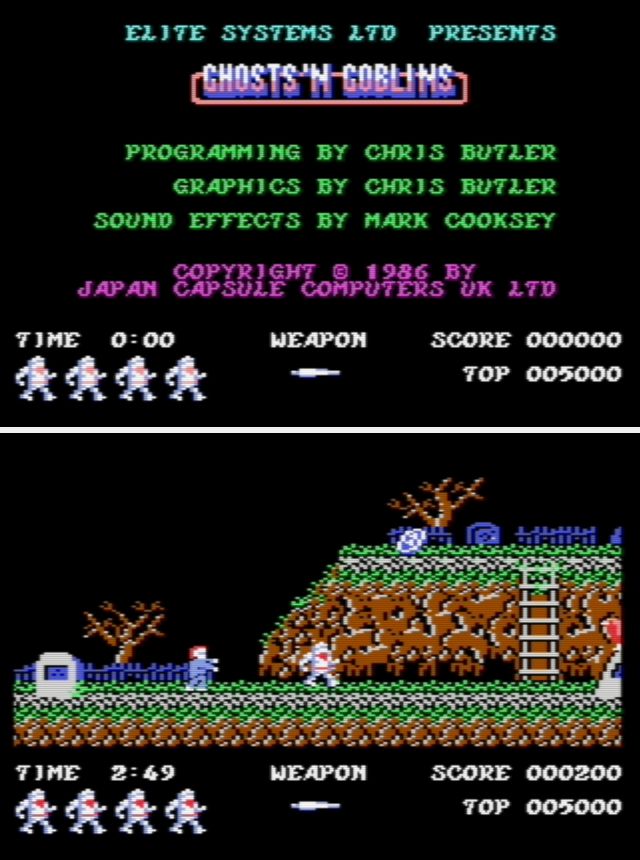 ELITE SYSTEMS LTD PRESENTS
GHOSTS'N GOBLINS
PROGRAMMING BY CHRIS BUTLER
GRAPHICS BY CHRIS BUTLER
SOUND EFFECTS BY MARK COOKSEY
COPYRIGHT © 1986 BY
JAPAN CAPSULE COMPUTERS UK LTD
TIME 0:00 WEAPON SCORE 000000
TOP 005000
TIME 2:49 WEAPON SCORE 000200
TOP 005000